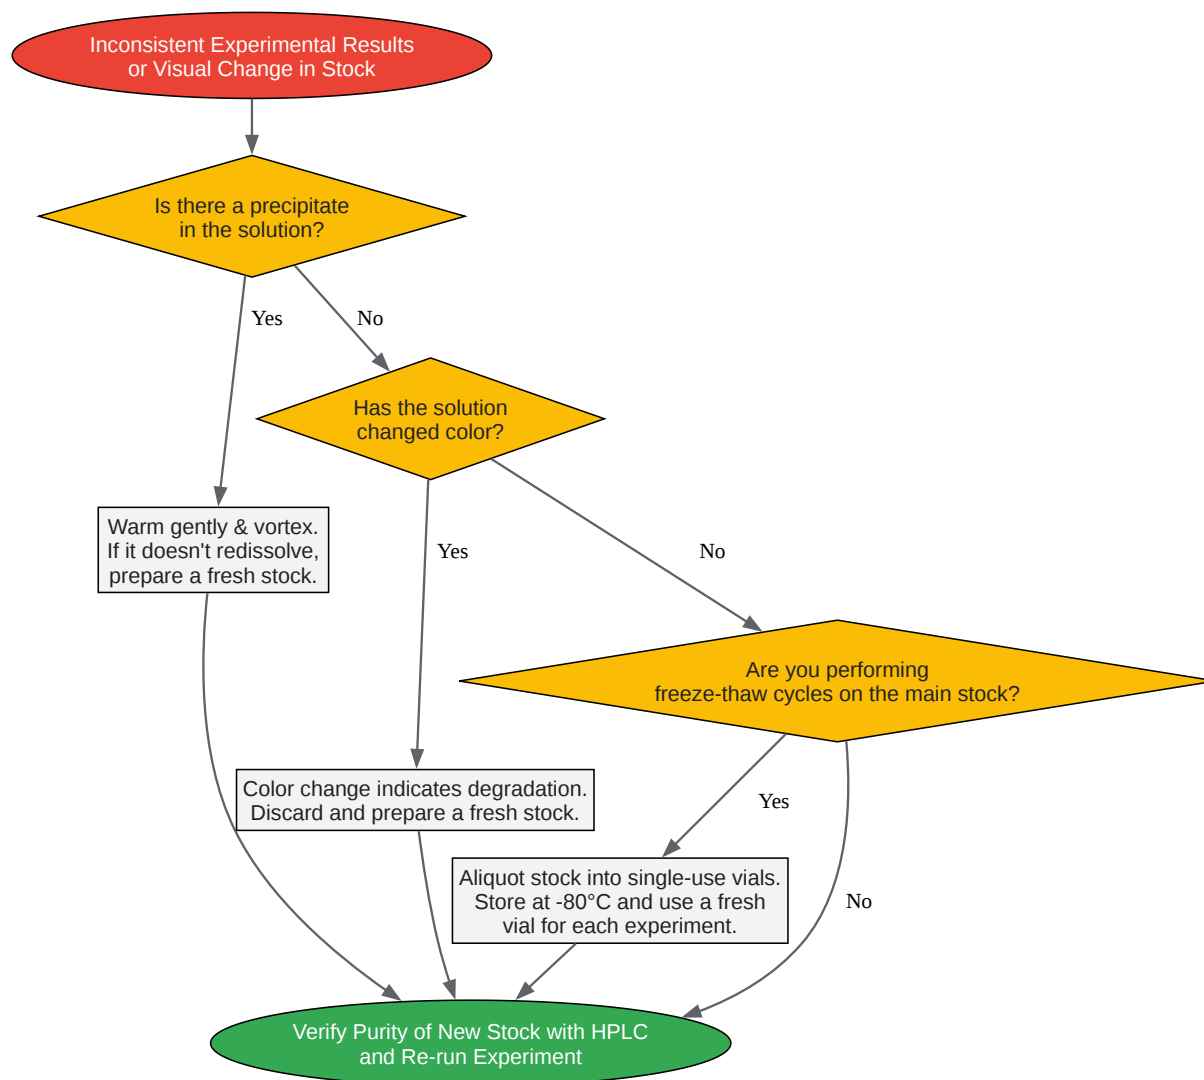 Inconsistent Experimental Results
or Visual Change in Stock
Is there a precipitate
in the solution?
Yes
No
Has the solution
changed color?
Warm gently & vortex.
If it doesn't redissolve,
prepare a fresh stock.
Yes
No
Are you performing
freeze-thaw cycles on the main stock?
Color change indicates degradation.
Discard and prepare a fresh stock.
Yes
Aliquot stock into single-use vials.
Store at -80°C and use a fresh
vial for each experiment.
No
Verify Purity of New Stock with HPLC
and Re-run Experiment